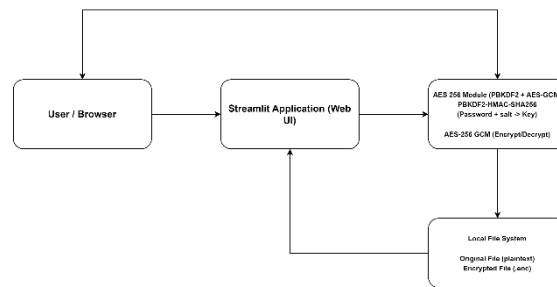 User / Browser
Streamlit Application (Web
UI)
AES 256 Module (PBKDF2 + AES-GCM
PBKDF2-HMAC-SHA256
(Password + salt -> Key)
AES-256 GCM (Encrypt/Decrypt)
Local File System
Original File (plaintext)
Encrypted File (.enc)